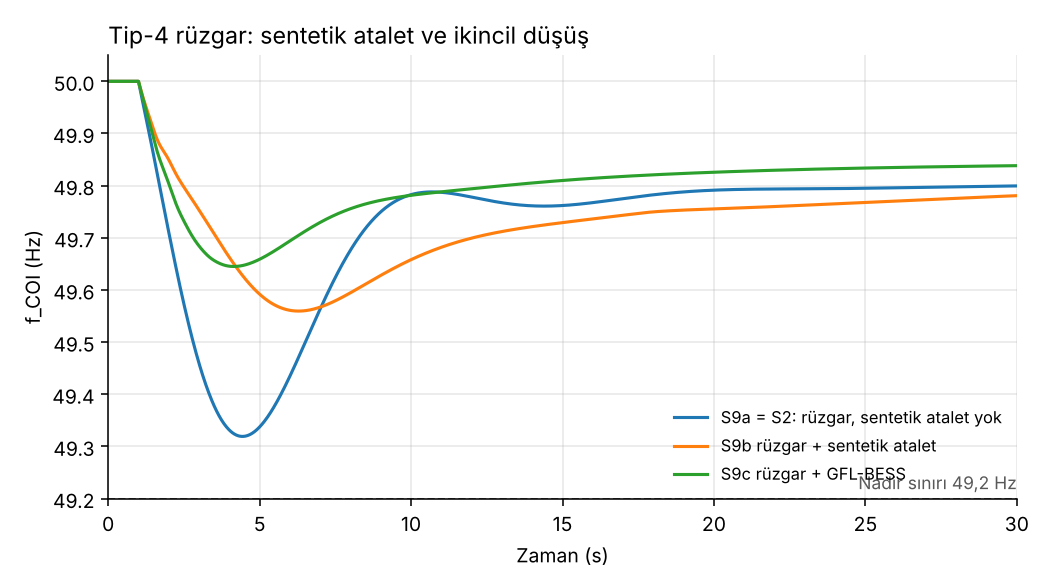 Tip-4 rüzgar: sentetik atalet ve ikincil düşüş
f_COI (Hz)
50.0
49.9
49.8
49.7
49.6
49.5
49.4
49.3
49.2
S9a = S2: rüzgar, sentetik atalet yok
S9b rüzgar + sentetik atalet
S9c rüzgar + GFL-BESS
Nadir sınırı 49,2 Hz
0 5 10 15 20 25 30
Zaman (s)